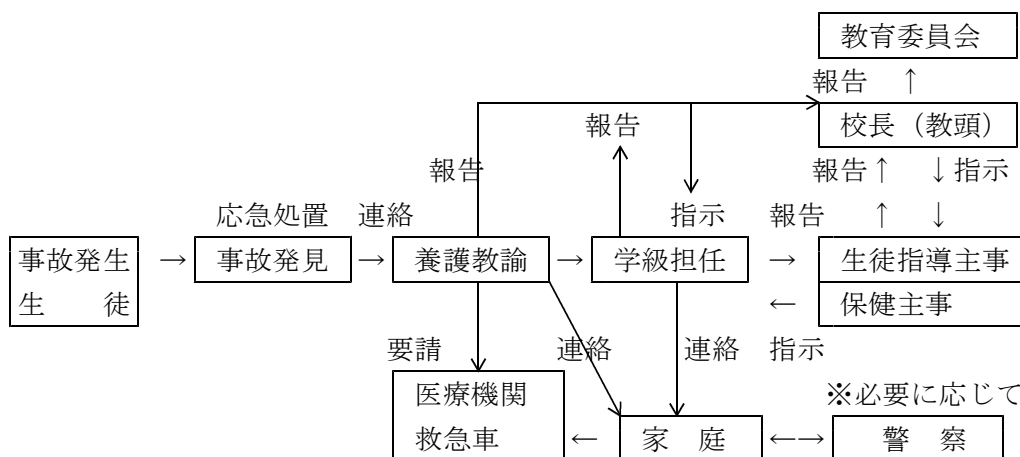 教育委員会
報告 ↑
報告 校長（教頭）
報告 報告↑ ↓指示
応急処置 連絡 指示 報告 ↑ ↓
事故発生 → 事故発見 → 養護教諭 → 学級担任 → 生徒指導主事
生　徒 ← 保健主事
要請 連絡 連絡 指示
医療機関 ※必要に応じて
救急車 ← 家　庭 ←→ 警　察